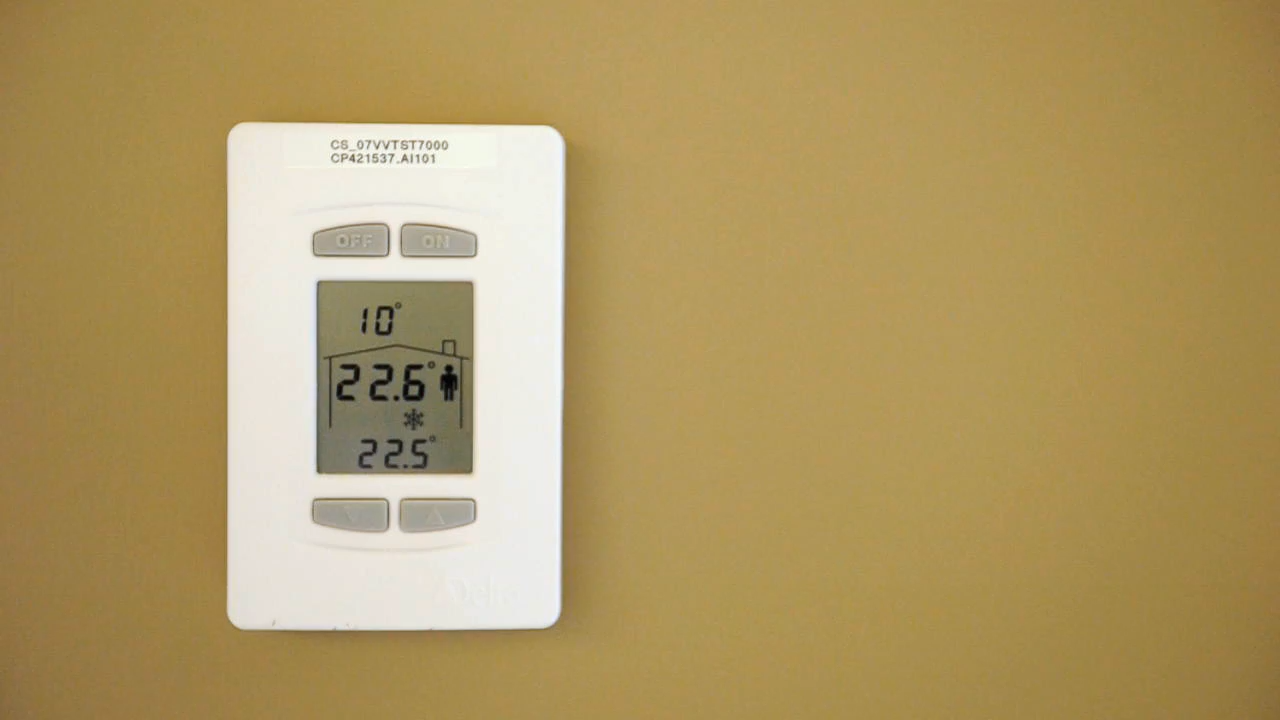 CS_07VVTST7000
CP421537.AI101
OFF ON
10°
22.6°
22.5°